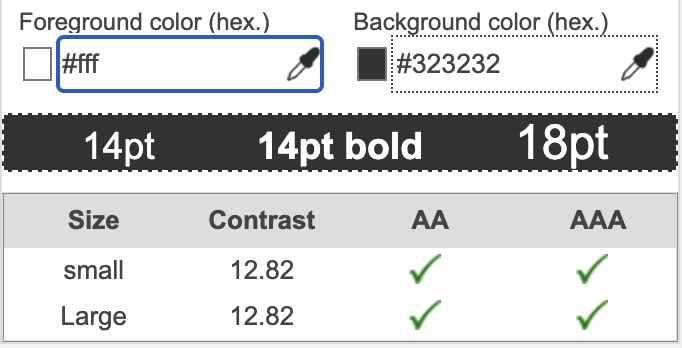 Foreground color (hex.) Background color (hex.)
#fff #323232
14pt 14pt bold 18pt
Size Contrast AA AAA
small 12.82
Large 12.82